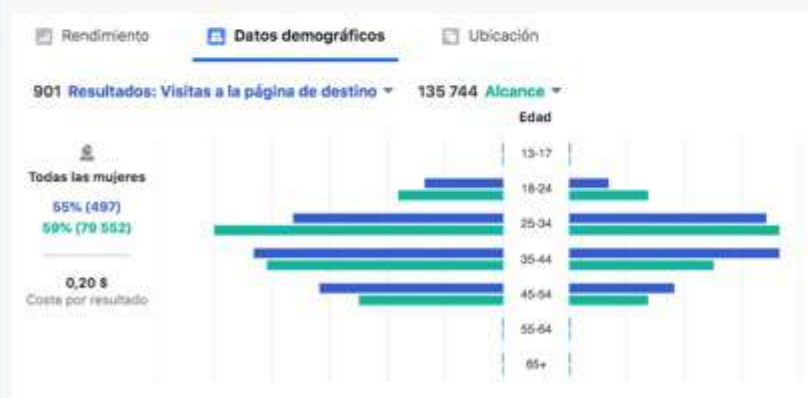 Rendimiento
Datos demográficos
Ubicación
901 Resultados: Visitas a la página de destino
135 744 Alcance
Edad
Todas las mujeres
55% (497)
59% (79 552)
0,20 $
Coste por resultado
13-17
18-24
25-34
35-44
45-54
55-64
65+